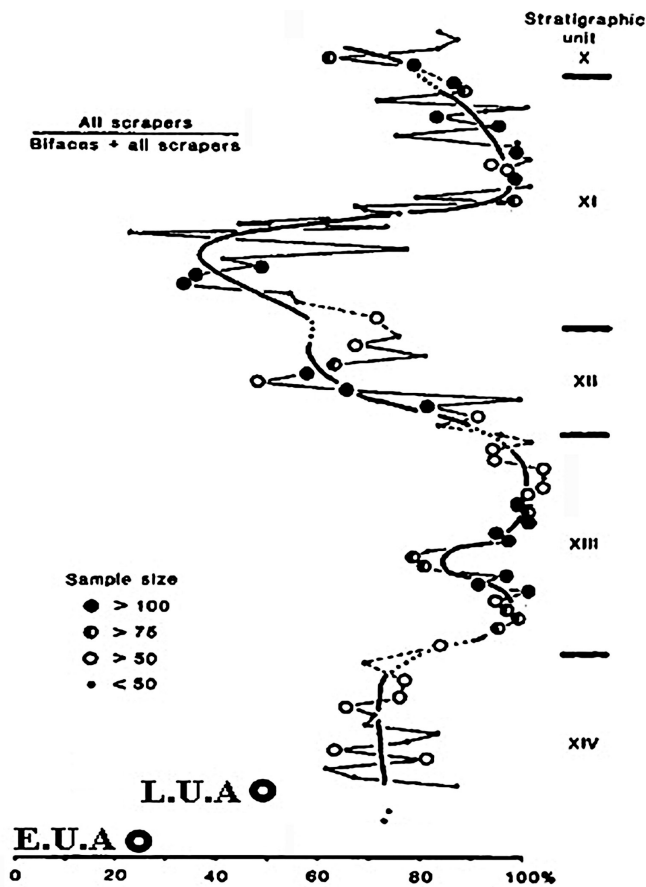 Stratigraphic
unit
X
All scrapers
Bifaces + all scrapers
XI
XII
XIII
Sample size
> 100
> 75
> 50
< 50
XIV
L.U.A
E.U.A
0 20 40 60 80 100%